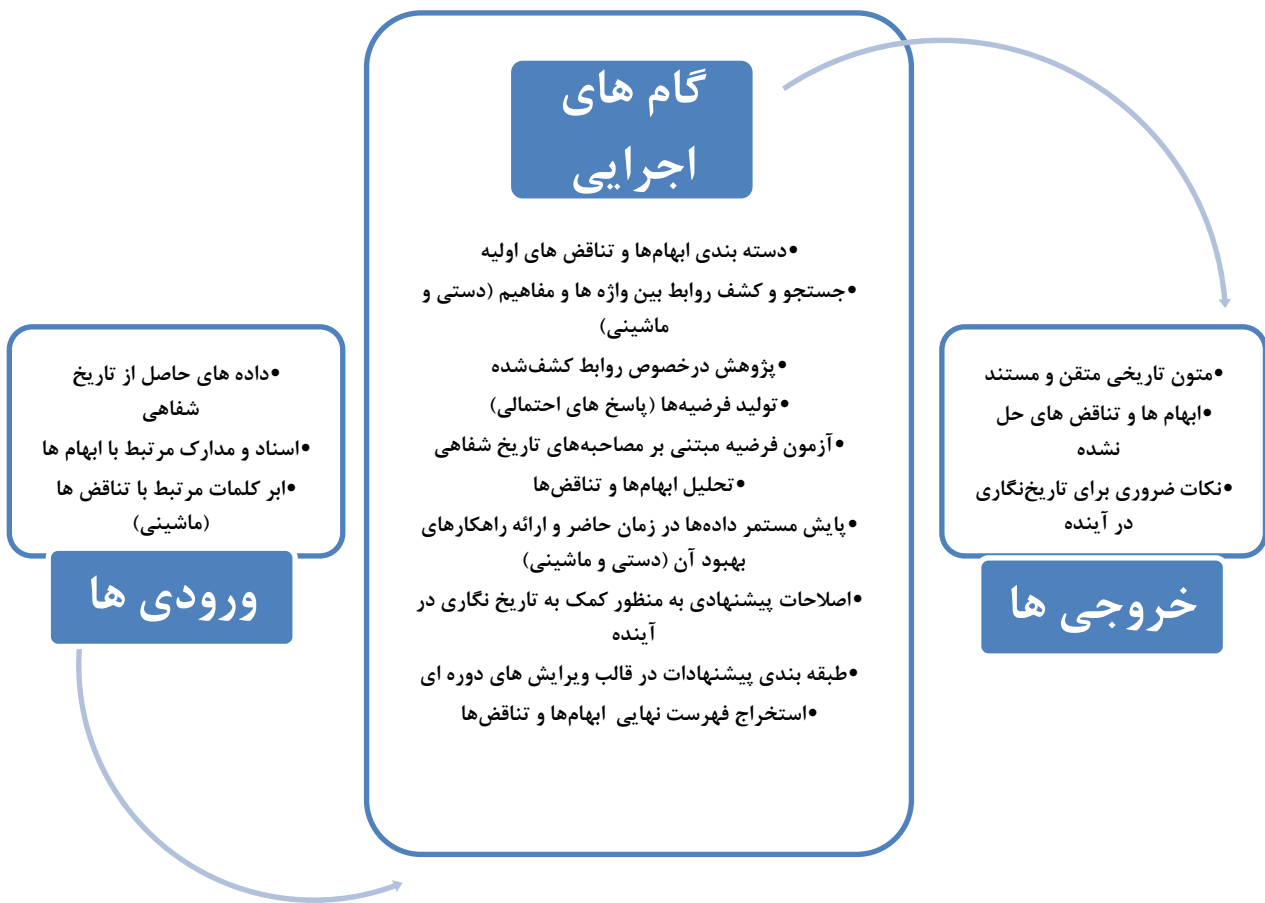 گام های
اجرایی
•دسته بندی ابهام‌ها و تناقض های اولیه
•جستجو و کشف روابط بین واژه ها و مفاهیم (دستی و
ماشینی)
•پژوهش درخصوص روابط کشف‌شده
•تولید فرضیه‌ها (پاسخ های احتمالی)
•آزمون فرضیه مبتنی بر مصاحبه‌های تاریخ شفاهی
•تحلیل ابهام‌ها و تناقض‌ها
•پایش مستمر داده‌ها در زمان حاضر و ارائه راهکارهای
بهبود آن (دستی و ماشینی)
•اصلاحات پیشنهادی به منظور کمک به تاریخ نگاری در
آینده
•طبقه بندی پیشنهادات در قالب ویرایش های دوره ای
•استخراج فهرست نهایی ابهام‌ها و تناقض‌ها
•داده های حاصل از تاریخ
شفاهی
•اسناد و مدارک مرتبط با ابهام ها
•ابر کلمات مرتبط با تناقض ها
(ماشینی)
ورودی ها
•متون تاریخی متقن و مستند
•ابهام ها و تناقض های حل
نشده
•نکات ضروری برای تاریخ‌نگاری
در آینده
خروجی ها